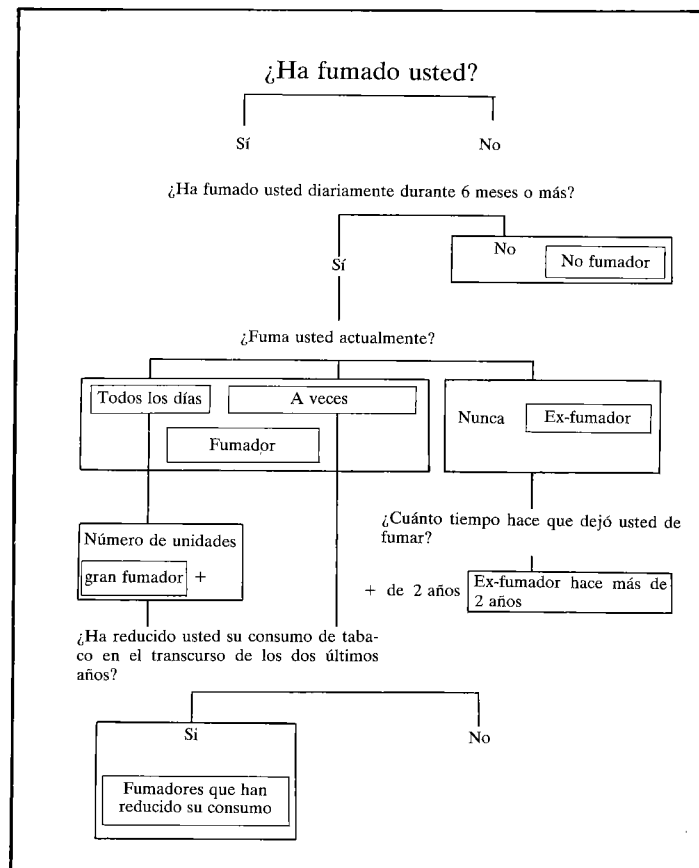 ¿Ha fumado usted?
Sí
No
¿Ha fumado usted diariamente durante 6 meses o más?
Sí
No
No fumador
¿Fuma usted actualmente?
Todos los días
A veces
Fumador
Nunca
Ex-fumador
Número de unidades
gran fumador +
¿Cuánto tiempo hace que dejó usted de
fumar?
+ de 2 años
Ex-fumador hace más de
2 años
¿Ha reducido usted su consumo de taba-
co en el transcurso de los dos últimos
años?
Si
No
Fumadores que han
reducido su consumo